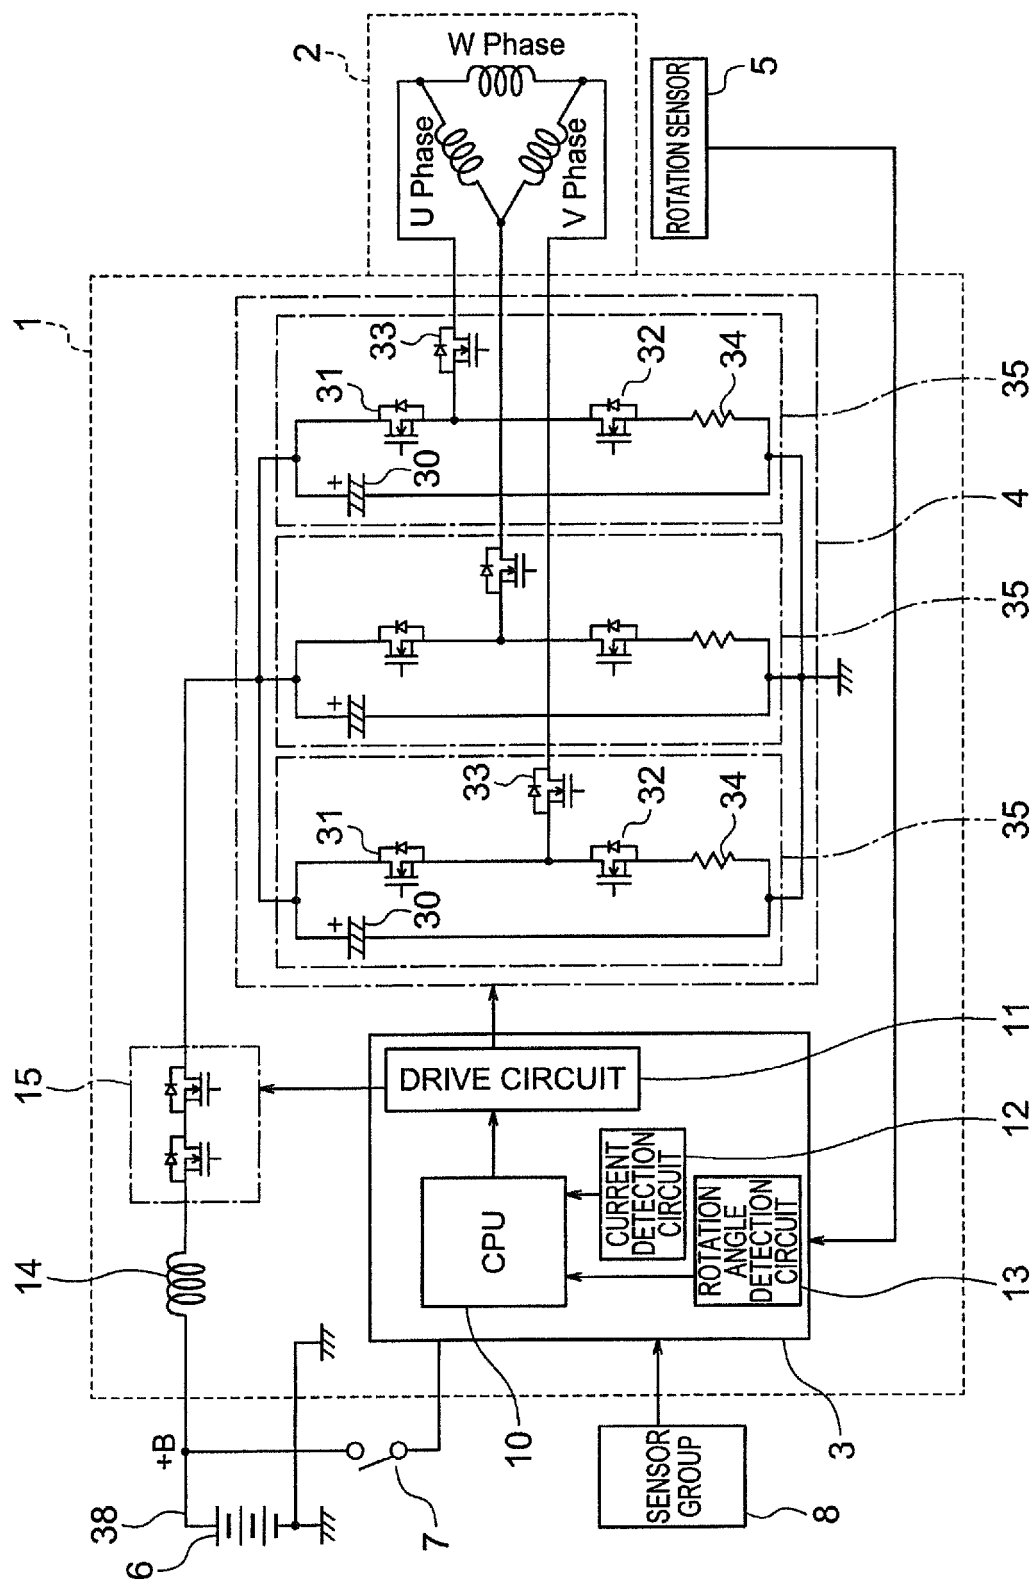 1
2
W Phase
U Phase
V Phase
5
ROTATION SENSOR
33
31
32
34
+
30
35
4
+
35
33
31
32
34
+
30
35
15
DRIVE CIRCUIT
11
12
CURRENT
DETECTION
CIRCUIT
CPU
ROTATION
ANGLE
DETECTION
CIRCUIT
13
14
10
3
+B
38
6
7
SENSOR
GROUP
8